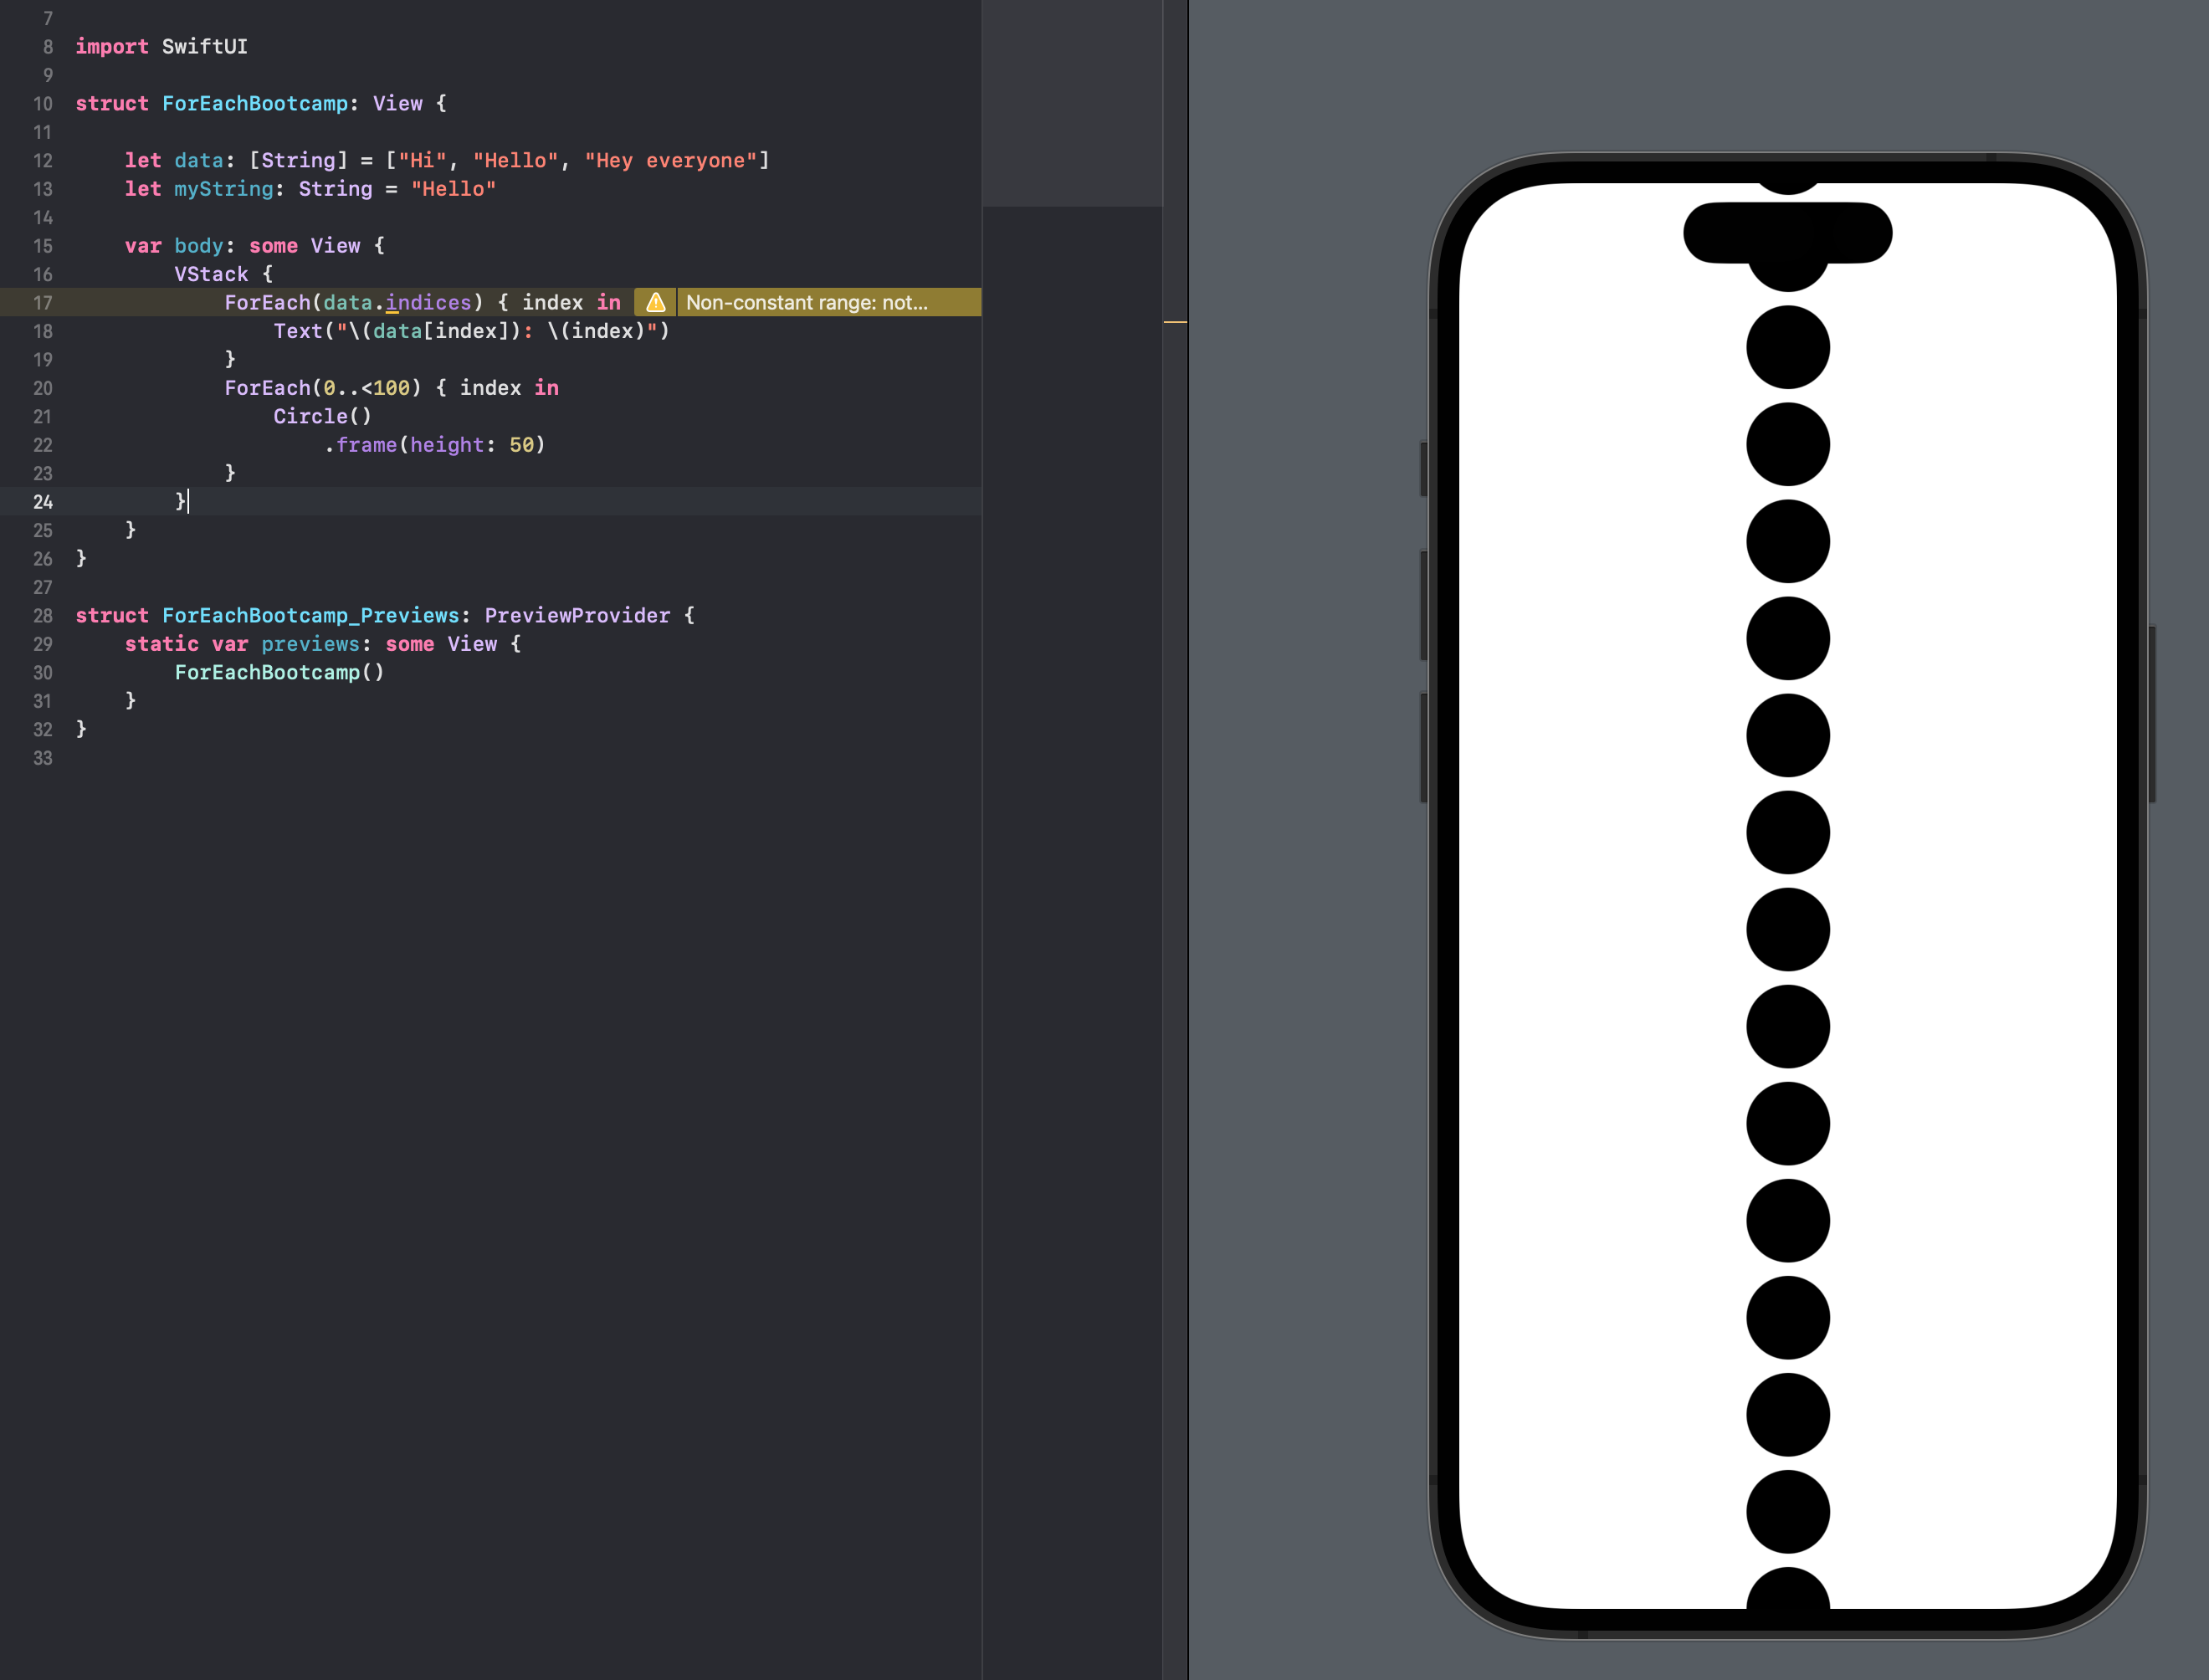 7
8 import SwiftUI
9
10 struct ForEachBootcamp: View {
11
12     let data: [String] = ["Hi", "Hello", "Hey everyone"]
13     let myString: String = "Hello"
14
15     var body: some View {
16         VStack {
17             ForEach(data.indices) { index in Non-constant range: not…
18                 Text("\(data[index]): \(index)")
19             }
20             ForEach(0..<100) { index in
21                 Circle()
22                     .frame(height: 50)
23             }
24         }
25     }
26 }
27
28 struct ForEachBootcamp_Previews: PreviewProvider {
29     static var previews: some View {
30         ForEachBootcamp()
31     }
32 }
33